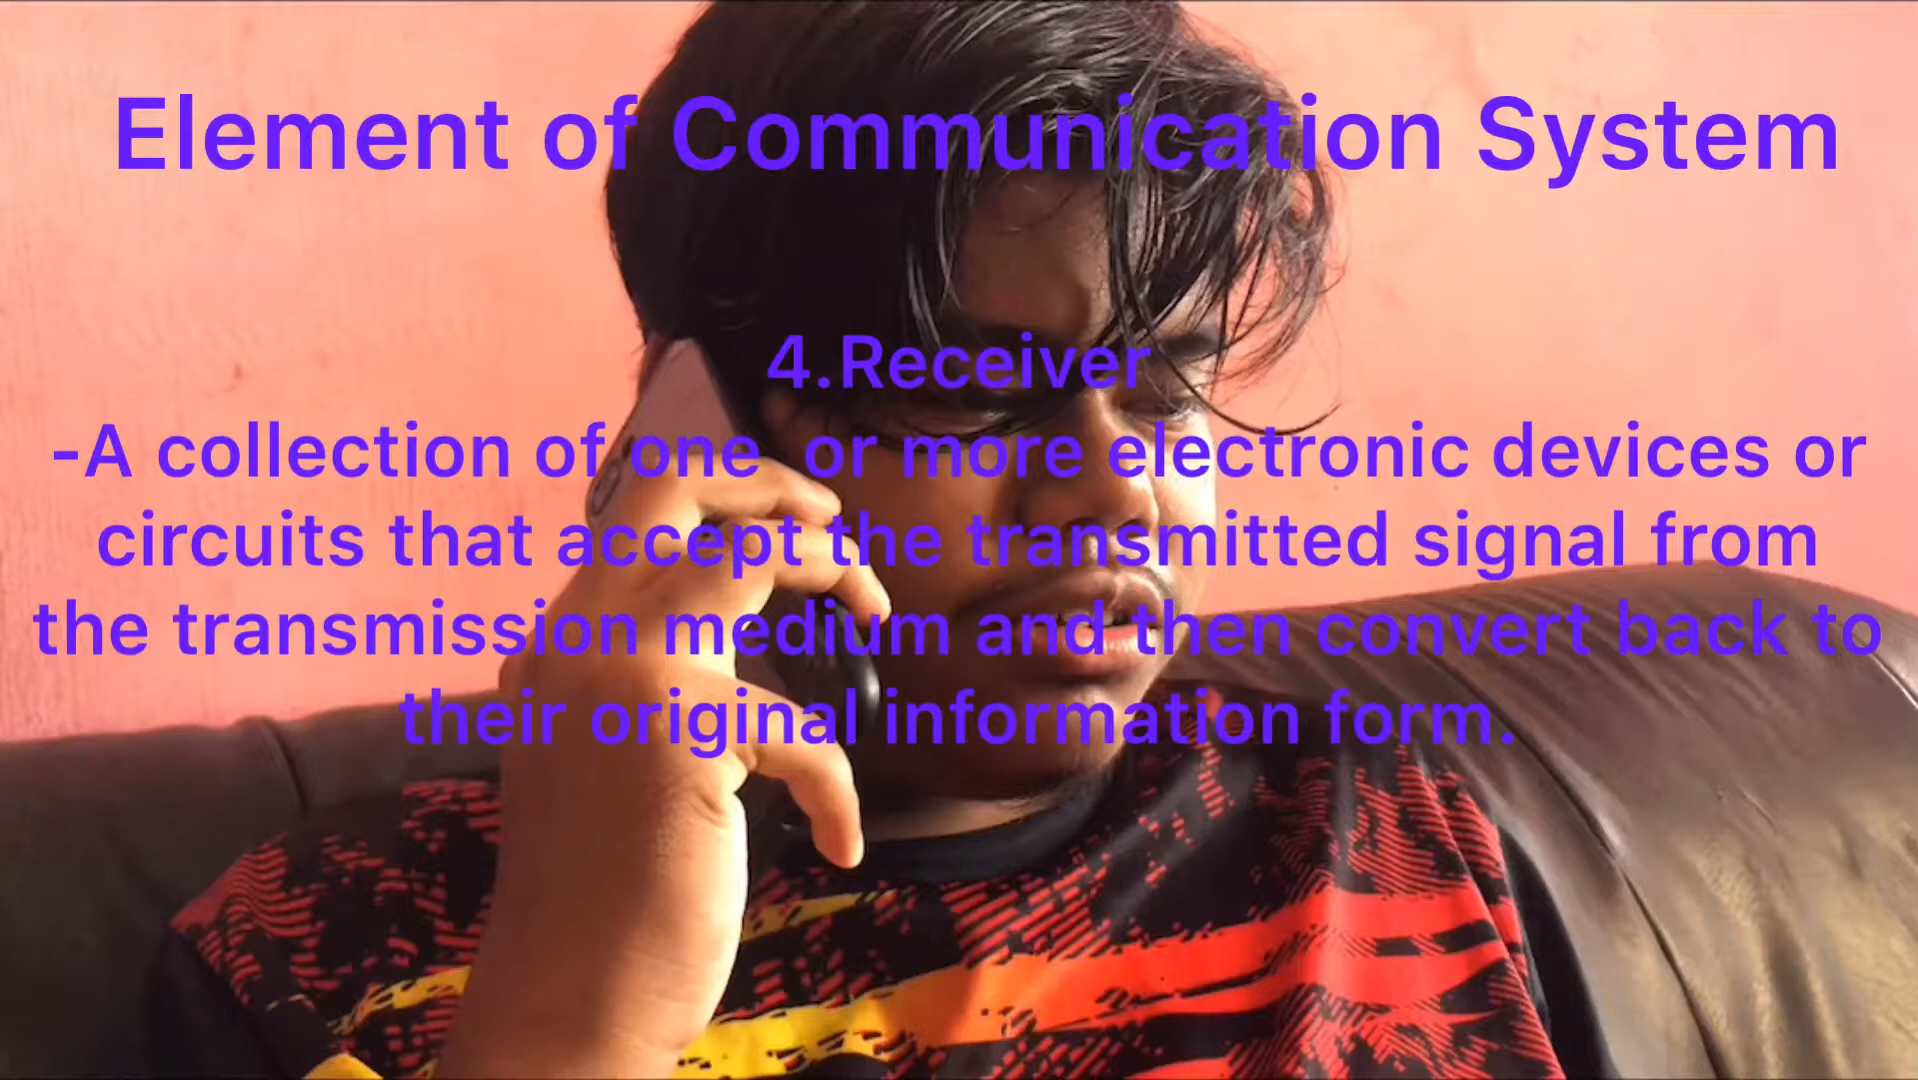 Element of Communication System
4.Receiver
-A collection of one or more electronic devices or
circuits that accept the transmitted signal from
the transmission medium and then convert back to
their original information form.